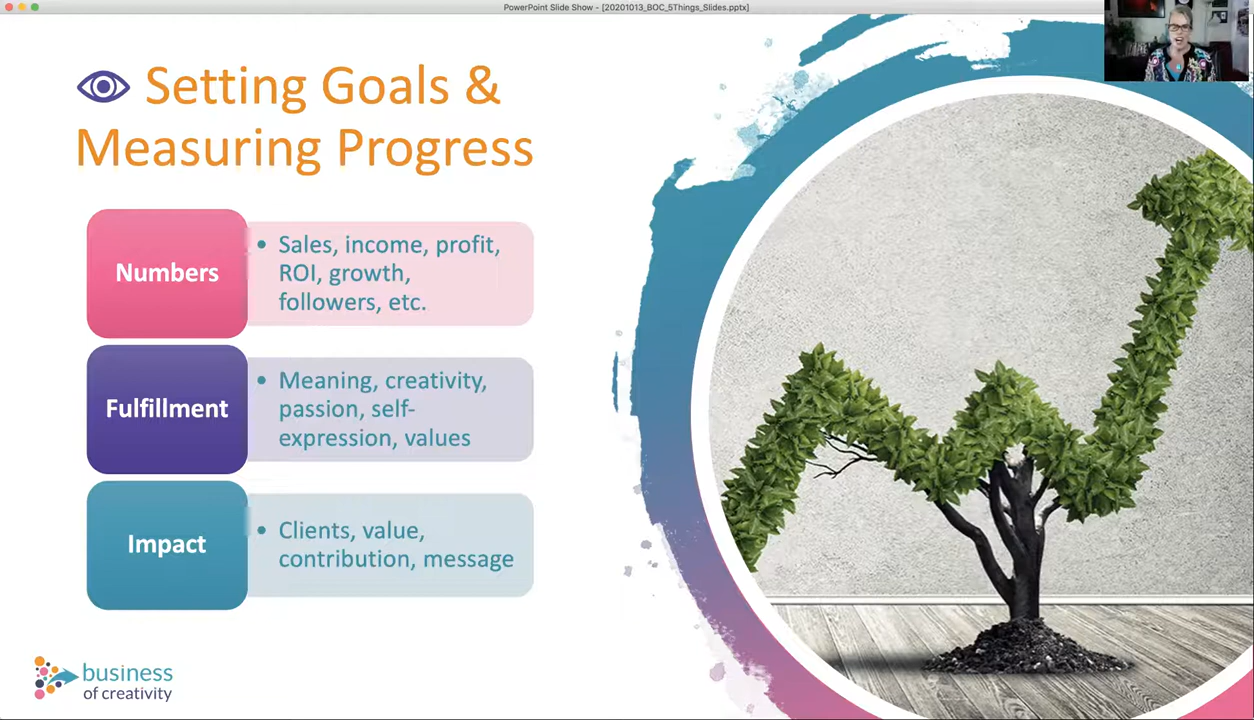 PowerPoint Slide Show - [20201013_BOC_5Things_Slides.pptx]
Setting Goals &
Measuring Progress
Numbers
• Sales, income, profit,
ROI, growth,
followers, etc.
Fulfillment
• Meaning, creativity,
passion, self-
expression, values
Impact
• Clients, value,
contribution, message
business
of creativity